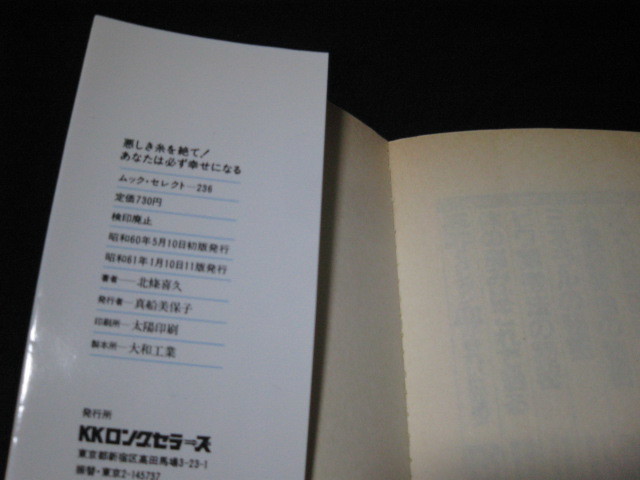 悪しき糸を絶て！
あなたは必ず幸せになる
ムック・セレクト—236
定価730円
検印廃止
昭和60年5月10日初版発行
昭和61年1月10日11版発行
著者——北條喜久
発行者—真船美保子
印刷所—太陽印刷
製本所—大和工業
発行所
KKロングセラーズ
東京都新宿区高田馬場3-23-1
振替・東京2-145737